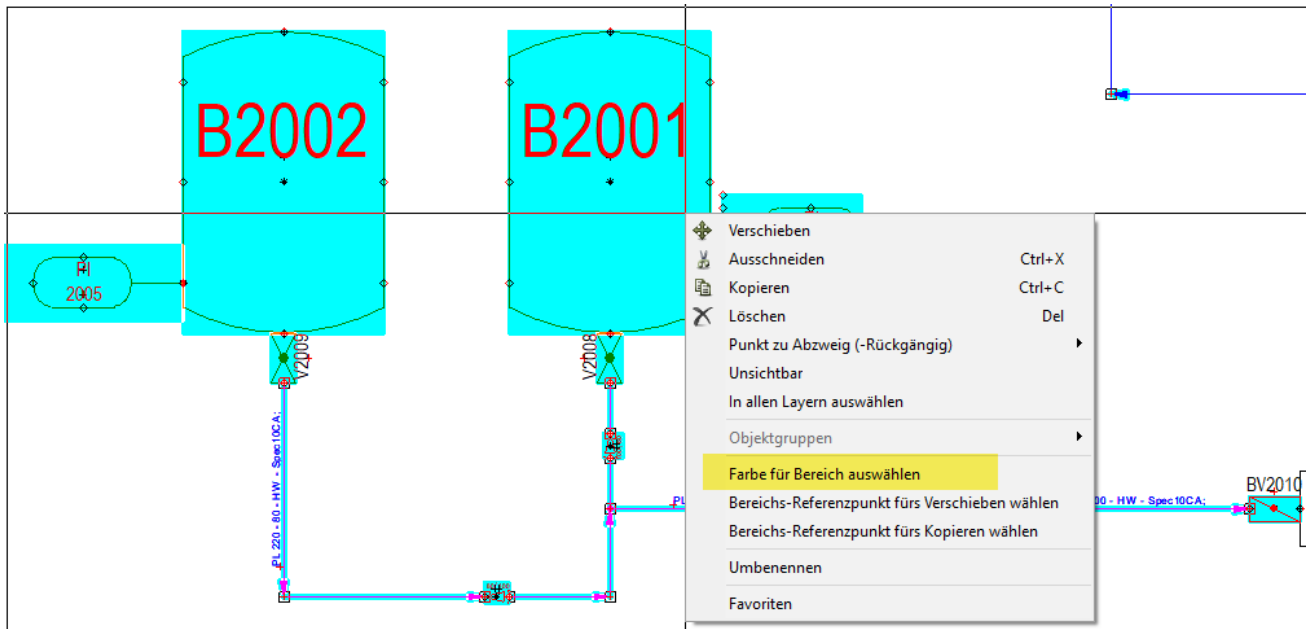 B2002
B2001
PI
2005
V2009
V2008
PL 220 - 80 - HW - Spec10CA;
PL
00 - HW - Spec10CA;
BV2010
Verschieben
Ausschneiden Ctrl+X
Kopieren Ctrl+C
Löschen Del
Punkt zu Abzweig (-Rückgängig)
Unsichtbar
In allen Layern auswählen
Objektgruppen
Farbe für Bereich auswählen
Bereichs-Referenzpunkt fürs Verschieben wählen
Bereichs-Referenzpunkt fürs Kopieren wählen
Umbenennen
Favoriten